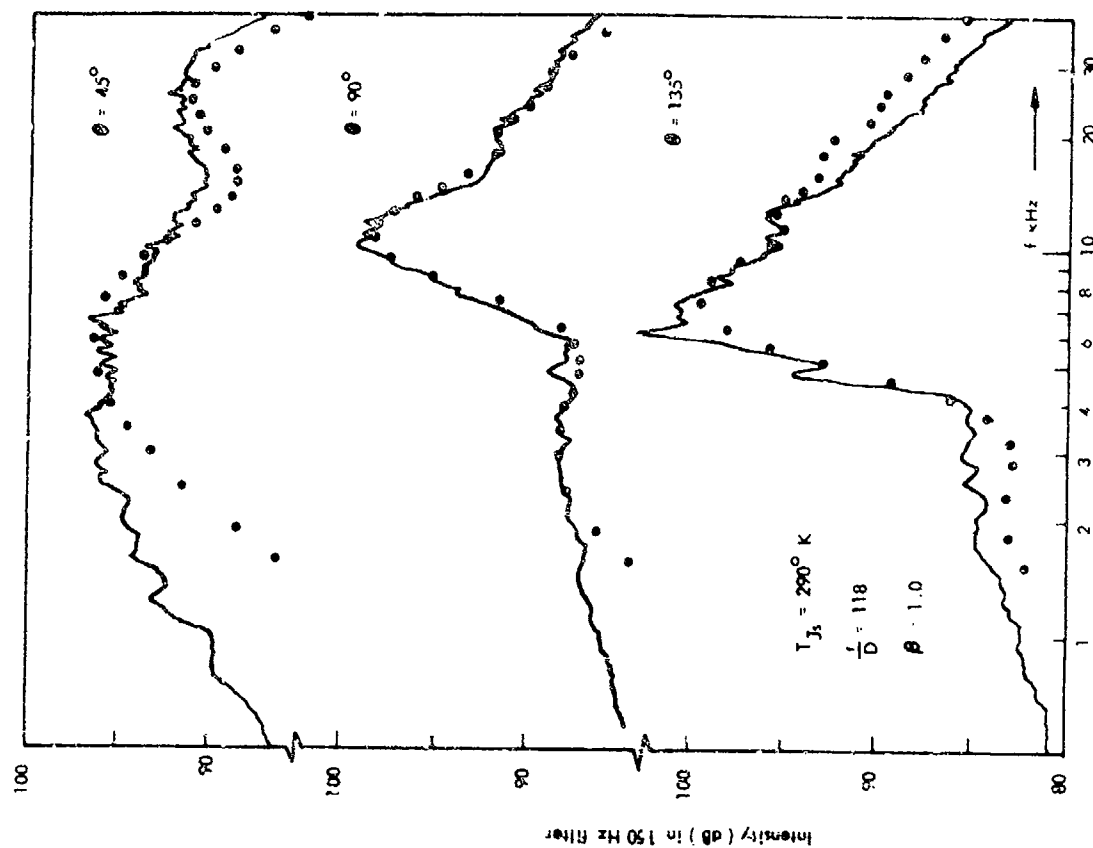 Intensity ( dB ) in 150 Hz filter
100
90
100
90
100
90
80
θ = 45°
θ = 90°
θ = 135°
T_Js = 290° K
r/D = 118
β · 1.0
1
2
3
4
6
8
10
20
30
f kHz